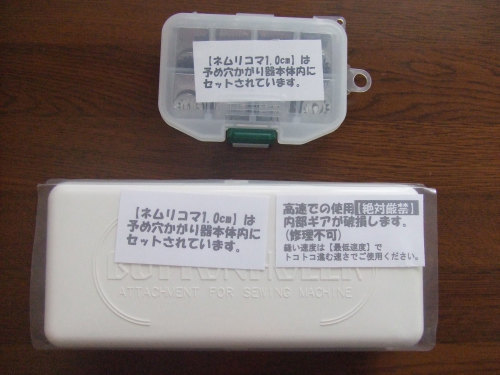 【ネムリコマ1.0cm】は
予め穴かがり器本体内に
セットされています。
【ネムリコマ1.0cm】は
予め穴かがり器本体内に
セットされています。
高速での使用【絶対厳禁】
内部ギアが破損します。
(修理不可)
縫い速度は【最低速度】で
トコトコ進む速さでご使用ください。
BUTTONHOLER
ATTACHMENT FOR SEWING MACHINE